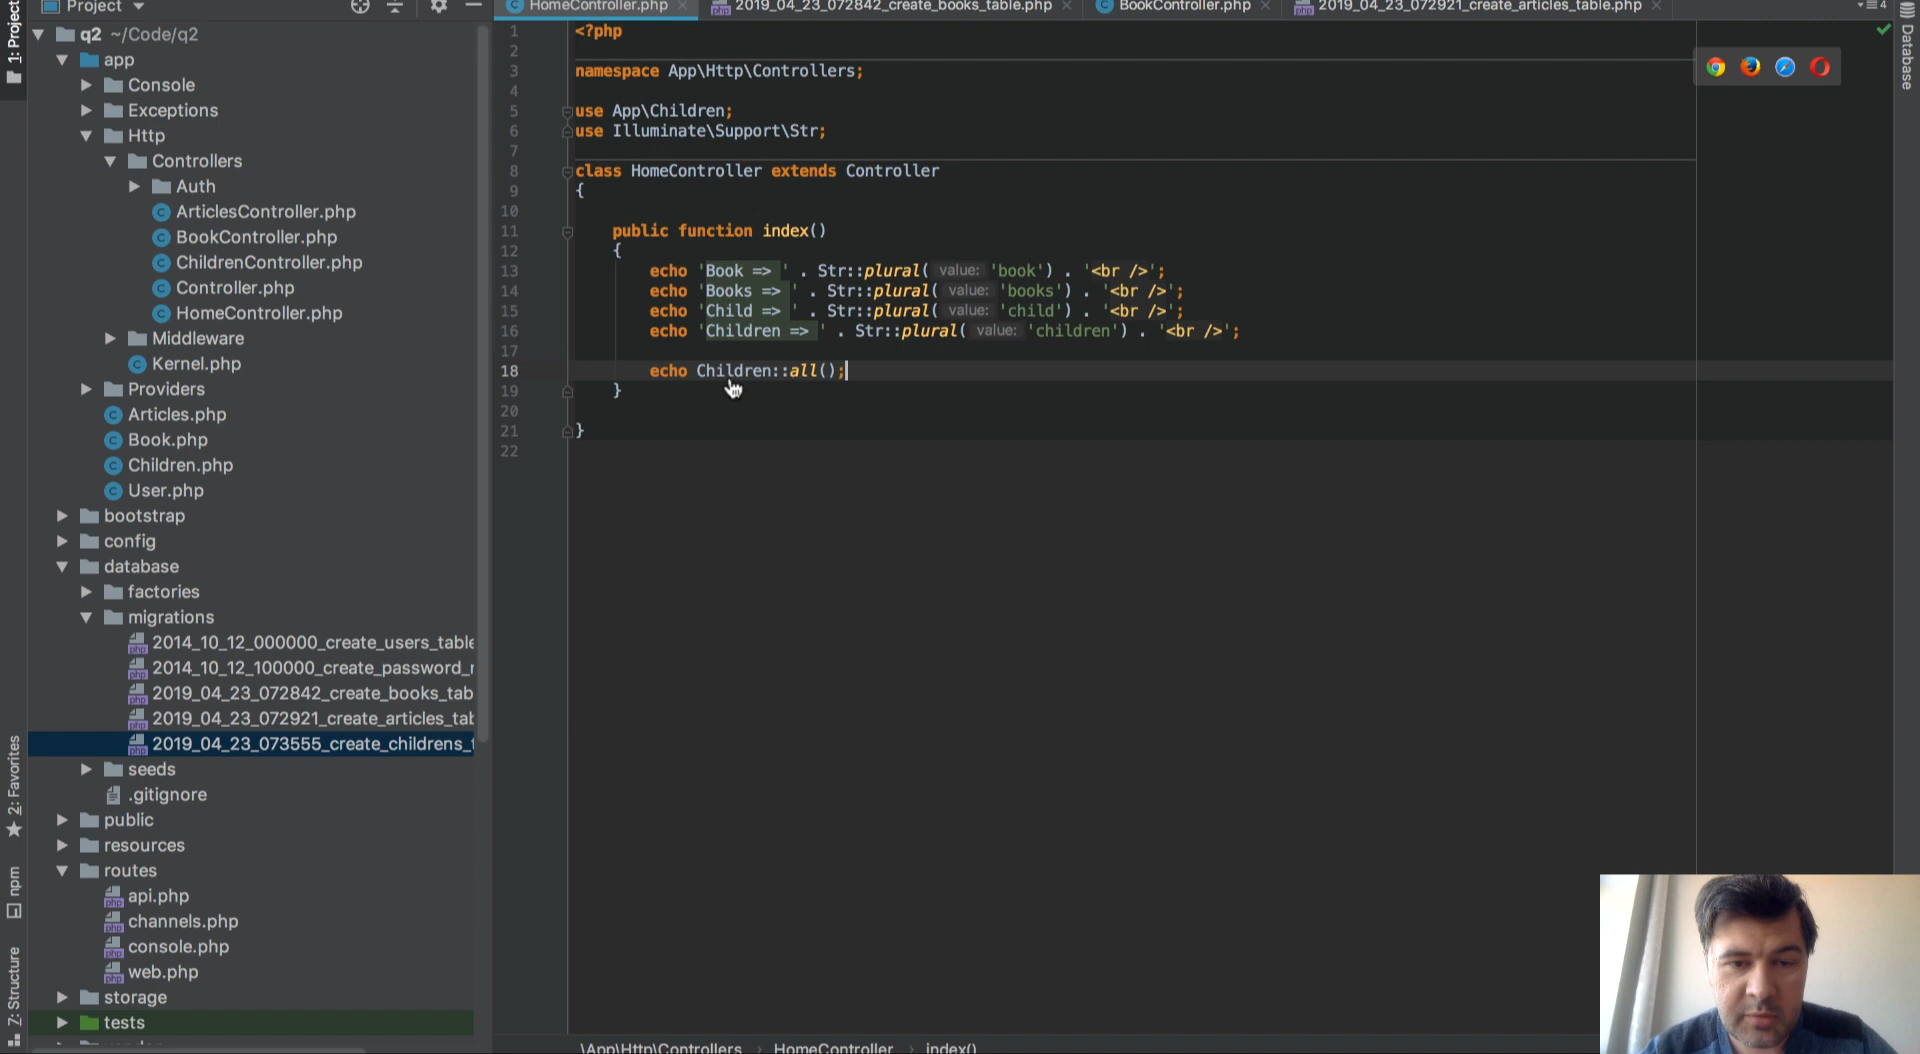 Project
HomeController.php
2019_04_23_072842_create_books_table.php
BookController.php
2019_04_23_072921_create_articles_table.php
4
1: Project
2: Favorites
npm
Z: Structure
Database
q2 ~/Code/q2
app
Console
Exceptions
Http
Controllers
Auth
ArticlesController.php
BookController.php
ChildrenController.php
Controller.php
HomeController.php
Middleware
Kernel.php
Providers
Articles.php
Book.php
Children.php
User.php
bootstrap
config
database
factories
migrations
2014_10_12_000000_create_users_table
2014_10_12_100000_create_password_r
2019_04_23_072842_create_books_tab
2019_04_23_072921_create_articles_tab
2019_04_23_073555_create_childrens_t
seeds
.gitignore
public
resources
routes
api.php
channels.php
console.php
web.php
storage
tests
1 <?php
2
3 namespace App\Http\Controllers;
4
5 use App\Children;
6 use Illuminate\Support\Str;
7
8 class HomeController extends Controller
9 {
10
11 public function index()
12 {
13 echo 'Book => ' . Str::plural( value: 'book') . '<br />';
14 echo 'Books => ' . Str::plural( value: 'books') . '<br />';
15 echo 'Child => ' . Str::plural( value: 'child') . '<br />';
16 echo 'Children => ' . Str::plural( value: 'children') . '<br />';
17
18 echo Children::all();
19 }
20
21 }
22
\App\Http\Controllers › HomeController › index()